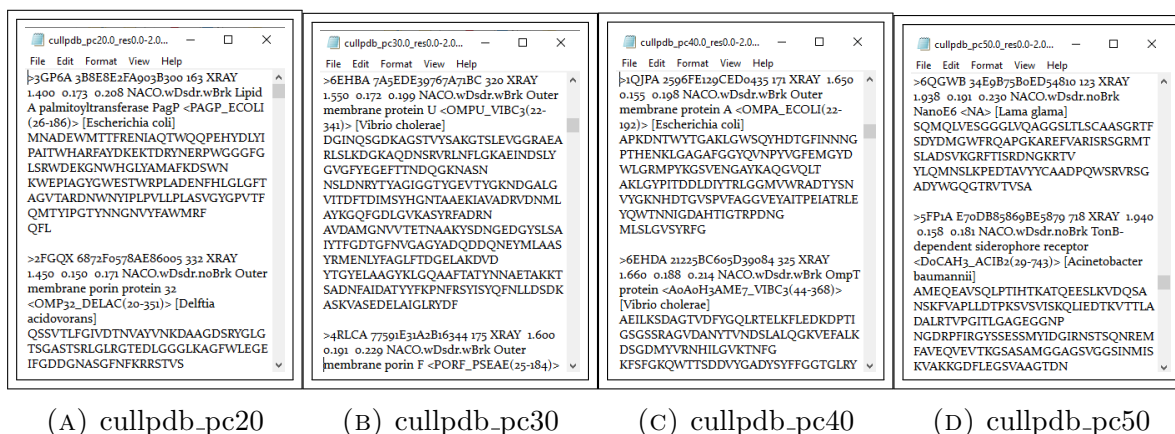 cullpdb_pc20.0_res0.0-2.0...
File Edit Format View Help
>3GP6A 3B8E8E2FA903B300 163 XRAY
1.400 0.173 0.208 NACO.wDsdr.wBrk Lipid
A palmitoyltransferase PagP <PAGP_ECOLI
(26-186)> [Escherichia coli]
MNADEWMTTFRENIAQTWQQPEHYDLYI
PAITWHARFAYDKEKTDRYNERPWGGGFG
LSRWDEKGNWHGLYAMAFKDSWN
KWEPIAGYGWESTWRPLADENFHLGLGFT
AGVTARDNWNYIPLPVLLPLASVGYGPVTF
QMTYIPGTYNNGNVYFAWMRF
QFL
>2FGQX 6872F0578AE86005 332 XRAY
1.450 0.150 0.171 NACO.wDsdr.noBrk Outer
membrane porin protein 32
<OMP32_DELAC(20-351)> [Delftia
acidovorans]
QSSVTLFGIVDTNVAYVNKDAAGDSRYGLG
TSGASTSRLGLRGTEDLGGGLKAGFWLEGE
IFGDDGNASGFNFKRRSTVS
(A) cullpdb_pc20
cullpdb_pc30.0_res0.0-2.0...
File Edit Format View Help
>6EHBA 7A5EDE39767A71BC 320 XRAY
1.550 0.172 0.199 NACO.wDsdr.wBrk Outer
membrane protein U <OMPU_VIBC3(22-
341)> [Vibrio cholerae]
DGINQSGDKAGSTVYSAKGTSLEVGGRAEA
RLSLKDGKAQDNSRVRLNFLGKAEINDSLY
GVGFYEGEFTTNDQGKNASN
NSLDNRYTYAGIGGTYGEVTYGKNDGALG
VITDFTDIMSYHGNTAAEKIAVADRVDNML
AYKGQFGDLGVKASYRFADRN
AVDAMGNVVTETNAAKYSDNGEDGYSLSA
IYTFGDTGFNVGAGYADQDDQNEYMLAAS
YRMENLYFAGLFTDGELAKDVD
YTGYELAAGYKLGQAAFTATYNNAETAKKT
SADNFAIDATYYFKPNFRSYISYQFNLLDSDK
ASKVASEDELAIGLRYDF
>4RLCA 77591E31A2B16344 175 XRAY 1.600
0.191 0.229 NACO.wDsdr.wBrk Outer
membrane porin F <PORF_PSEAE(25-184)>
(B) cullpdb_pc30
cullpdb_pc40.0_res0.0-2.0...
File Edit Format View Help
>1QJPA 2596FE129CED0435 171 XRAY 1.650
0.155 0.198 NACO.wDsdr.wBrk Outer
membrane protein A <OMPA_ECOLI(22-
192)> [Escherichia coli]
APKDNTWYTGAKLGWSQYHDTGFINNNG
PTHENKLGAGAFGGYQVNPYVGFEMGYD
WLGRMPYKGSVENGAYKAQGVQLT
AKLGYPITDDLDIYTRLGGMVWRADTYSN
VYGKNHDTGVSPVFAGGVEYAITPEIATRLE
YQWTNNIGDAHTIGTRPDNG
MLSLGVSYRFG
>6EHDA 21225BC605D39084 325 XRAY
1.660 0.188 0.214 NACO.wDsdr.wBrk OmpT
protein <A0A0H3AME7_VIBC3(44-368)>
[Vibrio cholerae]
AEILKSDAGTVDFYGQLRTELKFLEDKDPTI
GSGSSRAGVDANYTVNDSLALQGKVEFALK
DSGDMYVRNHILGVKTNFG
KFSFGKQWTTSDDVYGADYSYFFGGTGLRY
(C) cullpdb_pc40
cullpdb_pc50.0_res0.0-2.0...
File Edit Format View Help
>6QGWB 34E9B75B0ED54810 123 XRAY
1.938 0.191 0.230 NACO.wDsdr.noBrk
NanoE6 <NA> [Lama glama]
SQMQLVESGGGLVQAGGSLTLSCAASGRTF
SDYDMGWFRQAPGKAREFVARISRSGRMT
SLADSVKGRFTISRDNGKRTV
YLQMNSLKPEDTAVYYCAADPQWSRVRSG
ADYWGQGTRVTVSA
>5FP1A E70DB85869BE5879 718 XRAY 1.940
0.158 0.181 NACO.wDsdr.noBrk TonB-
dependent siderophore receptor
<DoCAH3_ACIB2(29-743)> [Acinetobacter
baumannii]
AMEQEAVSQLPTIHTKATQEESLKVDQSA
NSKFVAPLLDTPKSVSVISKQLIEDTKVTTLA
DALRTVPGITLGAGEGGNP
NGDRPFIRGYSSESSMYIDGIRNSTSQNREM
FAVEQVEVTKGSASAMGGAGSVGGSINMIS
KVAKKGDFLEGSVAAGTDN
(D) cullpdb_pc50